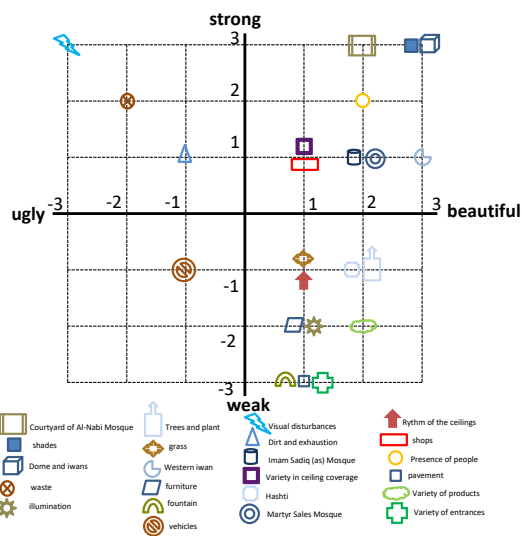 strong
3
2
1
-3 -2 -1 1 2 3
ugly beautiful
-1
-2
-3
weak
Courtyard of Al-Nabi Mosque
shades
Dome and iwans
waste
illumination
Trees and plant
grass
Western iwan
furniture
fountain
vehicles
Visual disturbances
Dirt and exhaustion
Imam Sadiq (as) Mosque
Variety in ceiling coverage
Hashti
Martyr Sales Mosque
Rythm of the ceilings
shops
Presence of people
pavement
Variety of products
Variety of entrances